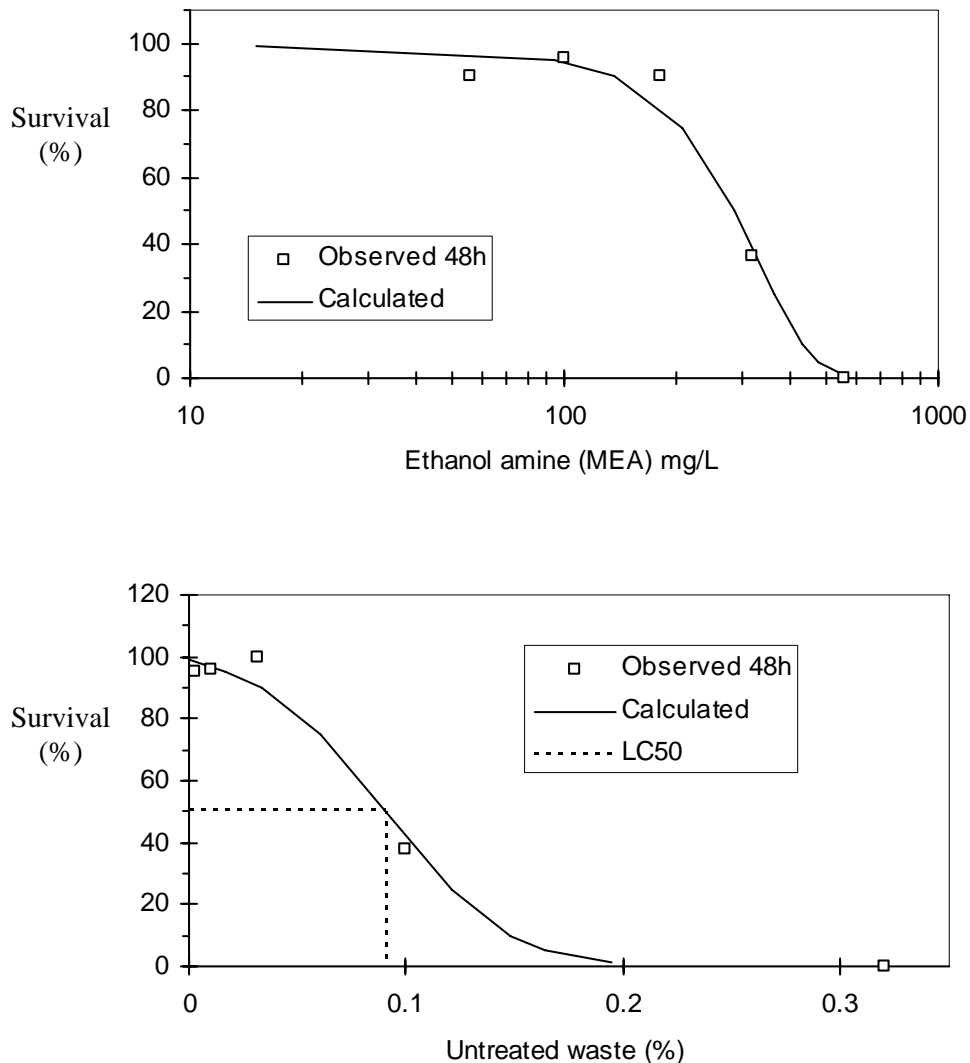 100
80
60
40
20
0
Survival
(%)
Observed 48h
Calculated
10
100
1000
Ethanol amine (MEA) mg/L
120
100
80
60
40
20
0
Survival
(%)
Observed 48h
Calculated
LC50
0
0.1
0.2
0.3
Untreated waste (%)